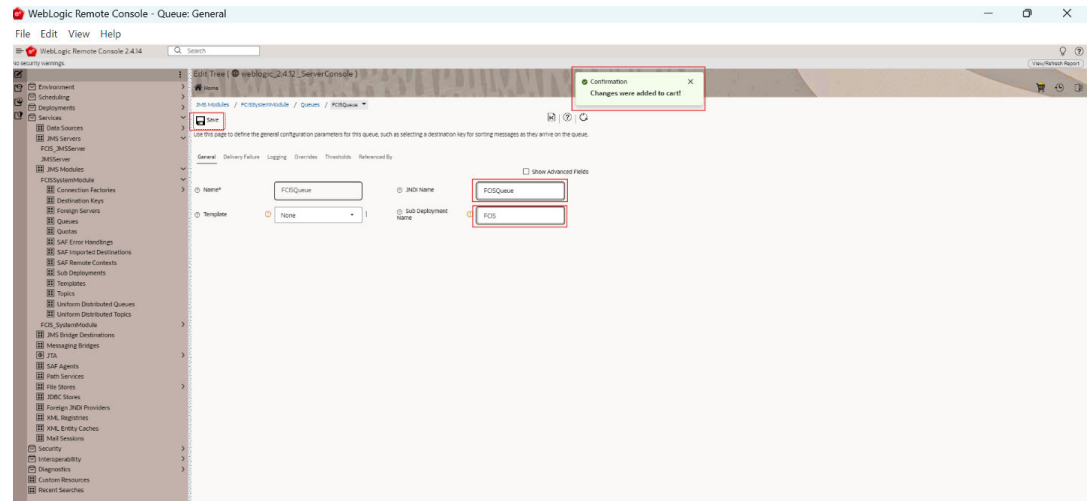 WebLogic Remote Console - Queue: General
File Edit View Help
WebLogic Remote Console 2.4.14
Search
No security warnings.
View/Refresh Report
Edit Tree ( weblogic_2.4.12_ServerConsole )
Home
Confirmation
Changes were added to cart!
JMS Modules / FCISSystemModule / Queues / FCISQueue
Save
Use this page to define the general configuration parameters for this queue, such as selecting a destination key for sorting messages as they arrive on the queue.
General Delivery Failure Logging Overrides Thresholds Referenced By
Show Advanced Fields
Name* FCISQueue JNDI Name FOSQueue
Template None Sub Deployment Name FOS
Environment
Scheduling
Deployments
Services
Data Sources
JMS Servers
FCIS_JMSServer
JMSServer
JMS Modules
FCISSystemModule
Connection Factories
Destination Keys
Foreign Servers
Queues
Quotas
SAF Error Handlings
SAF Imported Destinations
SAF Remote Contexts
Sub Deployments
Templates
Topics
Uniform Distributed Queues
Uniform Distributed Topics
FCIS_SystemModule
JMS Bridge Destinations
Messaging Bridges
JTA
SAF Agents
Path Services
File Stores
JDBC Stores
Foreign JNDI Providers
XML Registries
XML Entity Caches
Mail Sessions
Security
Interoperability
Diagnostics
Custom Resources
Recent Searches